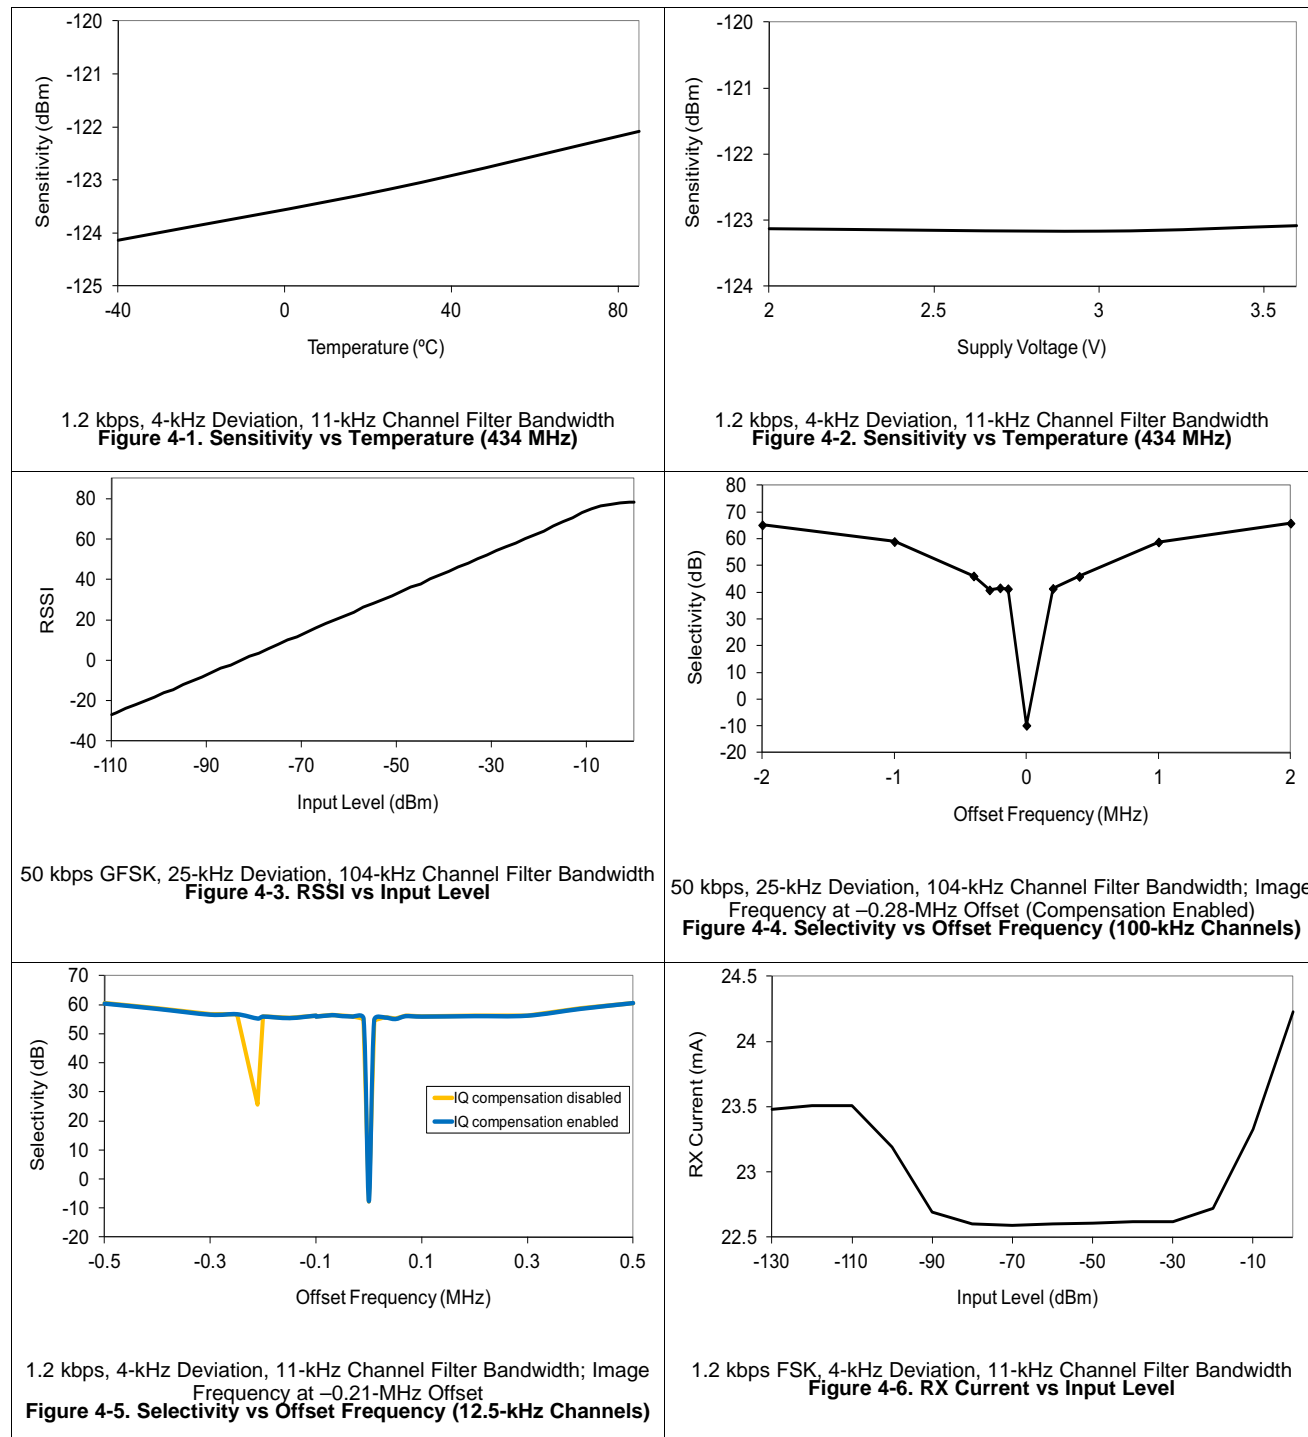 -120
-121
-122
-123
-124
-125
-40 0 40 80
Sensitivity (dBm)
Temperature (ºC)
1.2 kbps, 4-kHz Deviation, 11-kHz Channel Filter Bandwidth
Figure 4-1. Sensitivity vs Temperature (434 MHz)
-120
-121
-122
-123
-124
2 2.5 3 3.5
Sensitivity (dBm)
Supply Voltage (V)
1.2 kbps, 4-kHz Deviation, 11-kHz Channel Filter Bandwidth
Figure 4-2. Sensitivity vs Temperature (434 MHz)
80
60
40
20
0
-20
-40
-110 -90 -70 -50 -30 -10
RSSI
Input Level (dBm)
50 kbps GFSK, 25-kHz Deviation, 104-kHz Channel Filter Bandwidth
Figure 4-3. RSSI vs Input Level
80
70
60
50
40
30
20
10
0
-10
-20
-2 -1 0 1 2
Selectivity (dB)
Offset Frequency (MHz)
50 kbps, 25-kHz Deviation, 104-kHz Channel Filter Bandwidth; Image
Frequency at –0.28-MHz Offset (Compensation Enabled)
Figure 4-4. Selectivity vs Offset Frequency (100-kHz Channels)
70
60
50
40
30
20
10
0
-10
-20
-0.5 -0.3 -0.1 0.1 0.3 0.5
Selectivity (dB)
IQ compensation disabled
IQ compensation enabled
Offset Frequency (MHz)
1.2 kbps, 4-kHz Deviation, 11-kHz Channel Filter Bandwidth; Image
Frequency at –0.21-MHz Offset
Figure 4-5. Selectivity vs Offset Frequency (12.5-kHz Channels)
24.5
24
23.5
23
22.5
-130 -110 -90 -70 -50 -30 -10
RX Current (mA)
Input Level (dBm)
1.2 kbps FSK, 4-kHz Deviation, 11-kHz Channel Filter Bandwidth
Figure 4-6. RX Current vs Input Level